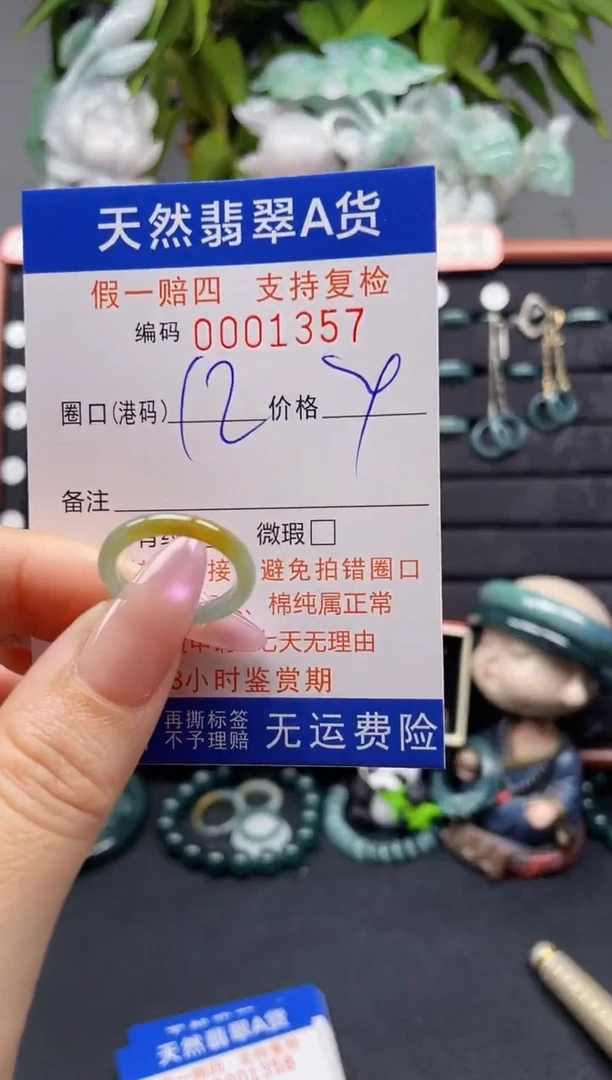 天然翡翠A货
假一赔四 支持复检
编码 0001357
圈口(港码) 12 价格
备注
微瑕□
接 避免拍错圈口
棉纯属正常
七天无理由
8小时鉴赏期
再撕标签
不予理赔
无运费险
天然翡翠A货